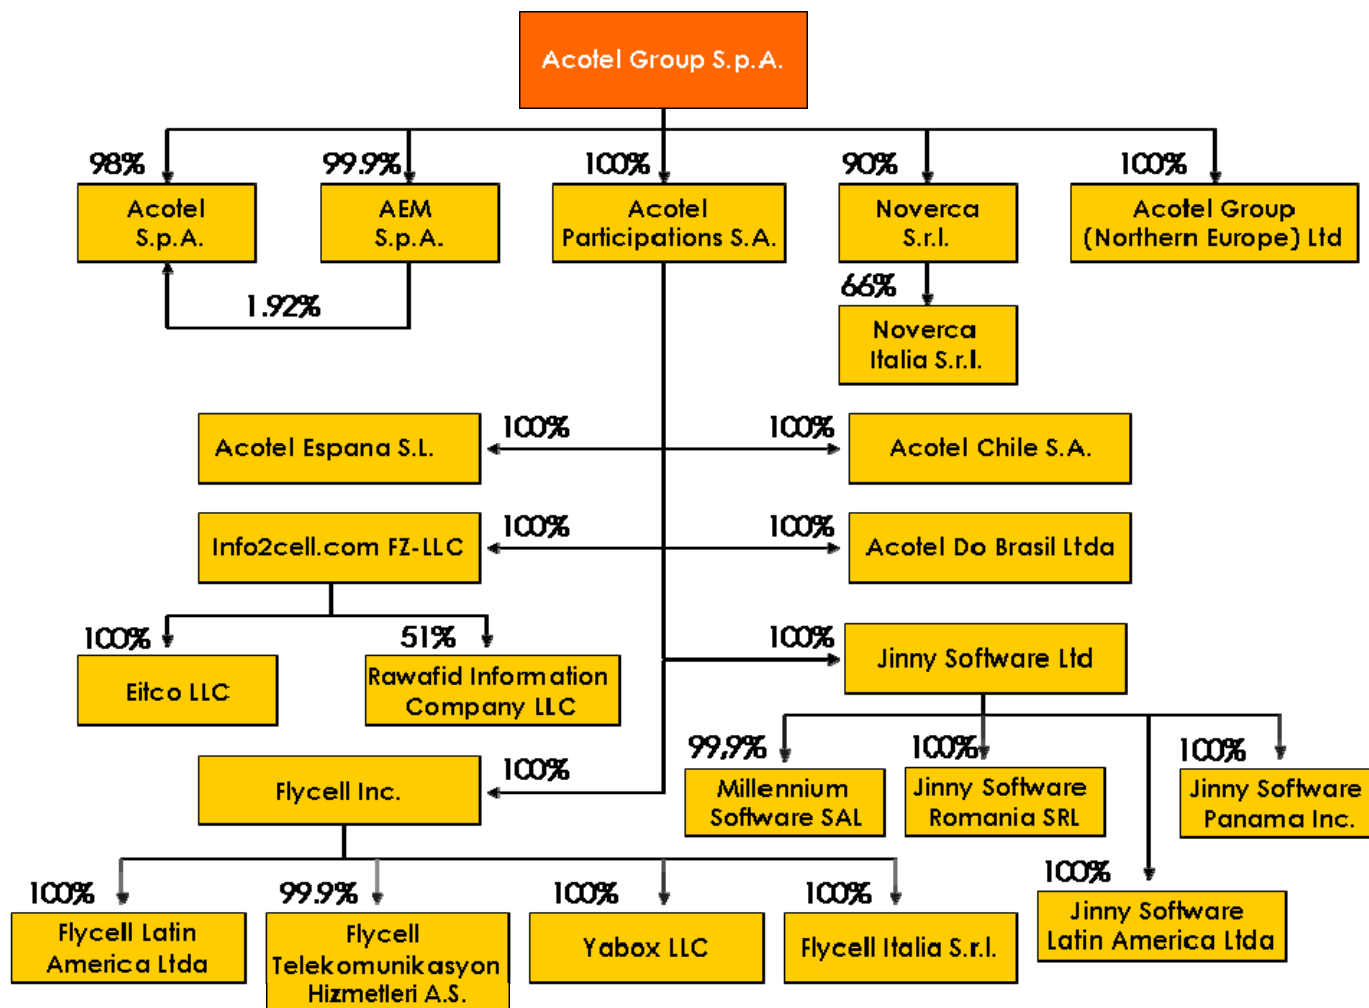 Acotel Group S.p.A.
98%
99.9%
100%
90%
100%
Acotel
S.p.A.
AEM
S.p.A.
Acotel
Participations S.A.
Noverca
S.r.l.
Acotel Group
(Northern Europe) Ltd
1.92%
66%
Noverca
Italia S.r.l.
Acotel Espana S.L.
100%
100%
Acotel Chile S.A.
Info2cell.com FZ-LLC
100%
100%
Acotel Do Brasil Ltda
100%
51%
100%
Jinny Software Ltd
Eitco LLC
Rawafid Information
Company LLC
Flycell Inc.
100%
99,9%
100%
100%
Millennium
Software SAL
Jinny Software
Romania SRL
Jinny Software
Panama Inc.
100%
99.9%
100%
100%
100%
Flycell Latin
America Ltda
Flycell
Telekomunikasyon
Hizmetleri A.S.
Yabox LLC
Flycell Italia S.r.l.
Jinny Software
Latin America Ltda